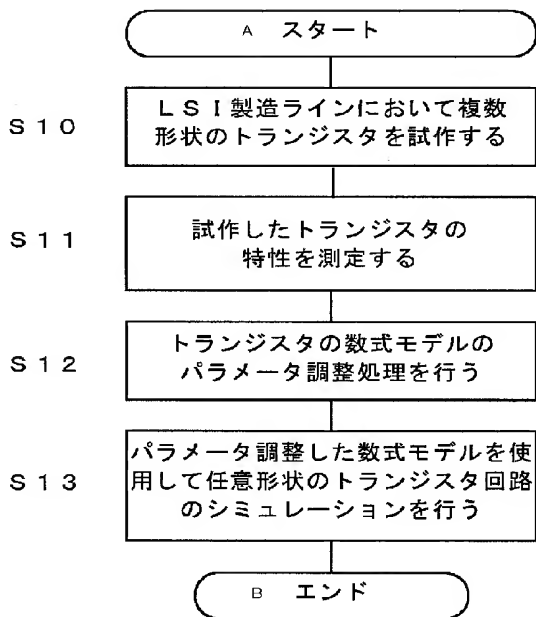 A スタート
S10
LSI製造ラインにおいて複数
形状のトランジスタを試作する
S11
試作したトランジスタの
特性を測定する
S12
トランジスタの数式モデルの
パラメータ調整処理を行う
S13
パラメータ調整した数式モデルを使
用して任意形状のトランジスタ回路
のシミュレーションを行う
B エンド